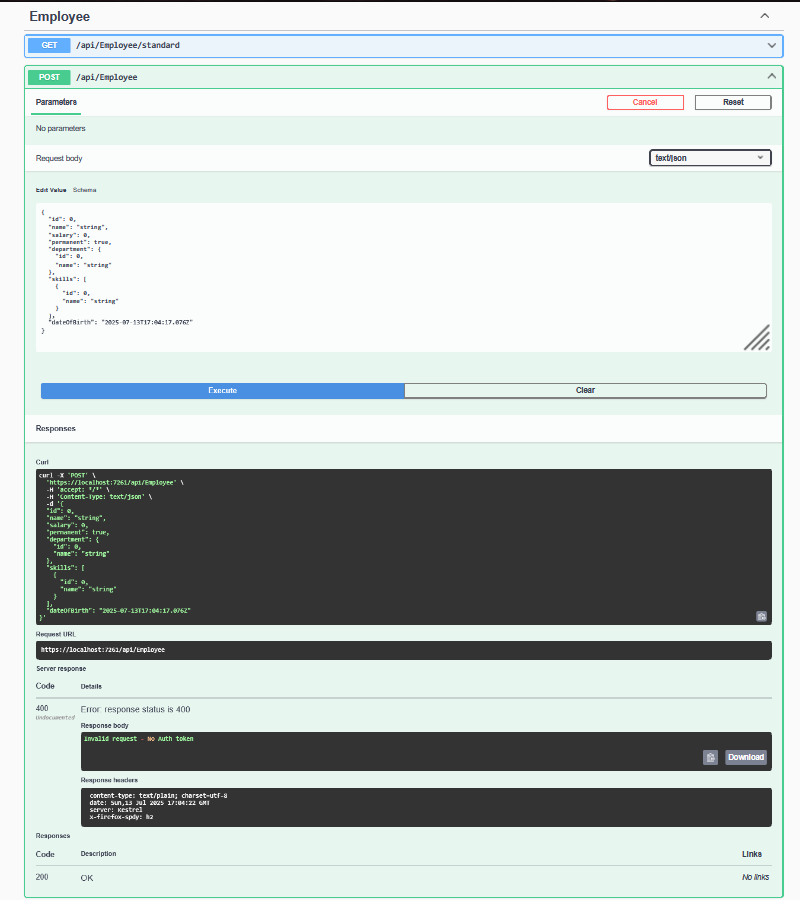 Employee
GET /api/Employee/standard
POST /api/Employee
Parameters
Cancel
Reset
No parameters
Request body
text/json
Edit Value Schema
{
"id": 0,
"name": "string",
"salary": 0,
"permanent": true,
"department": {
"id": 0,
"name": "string"
},
"skills": [
{
"id": 0,
"name": "string"
}
],
"dateOfBirth": "2025-07-13T17:04:17.076Z"
}
Execute
Clear
Responses
Curl
curl -X 'POST' \
'https://localhost:7261/api/Employee' \
-H 'accept: */*' \
-H 'Content-Type: text/json' \
-d '{
"id": 0,
"name": "string",
"salary": 0,
"permanent": true,
"department": {
"id": 0,
"name": "string"
},
"skills": [
{
"id": 0,
"name": "string"
}
],
"dateOfBirth": "2025-07-13T17:04:17.076Z"
}'
Request URL
https://localhost:7261/api/Employee
Server response
Code Details
400 Error: response status is 400
Undocumented
Response body
Invalid request - No Auth token
Download
Response headers
content-type: text/plain; charset=utf-8
date: Sun,13 Jul 2025 17:04:22 GMT
server: Kestrel
x-firefox-spdy: h2
Responses
Code Description Links
200 OK No links